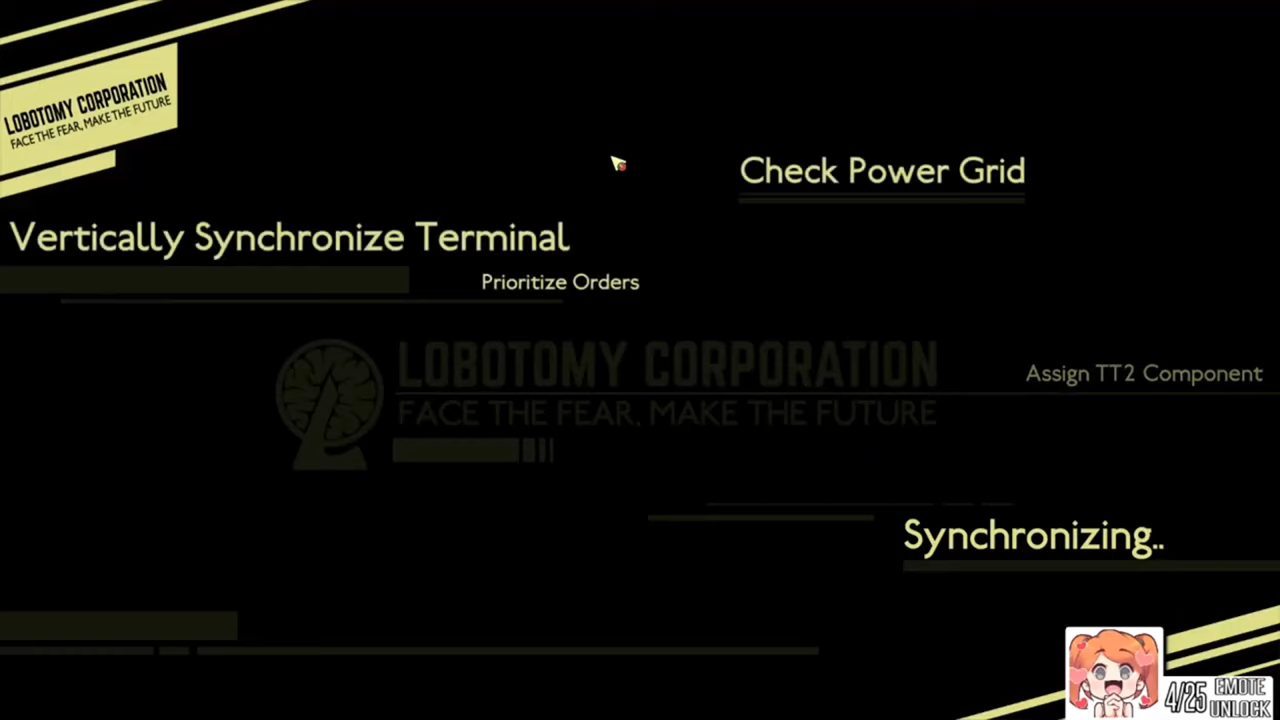 LOBOTOMY CORPORATION
FACE THE FEAR, MAKE THE FUTURE
Check Power Grid
Vertically Synchronize Terminal
Prioritize Orders
LOBOTOMY CORPORATION
FACE THE FEAR, MAKE THE FUTURE
Assign TT2 Component
Synchronizing..
4/25 EMOTE
UNLOCK